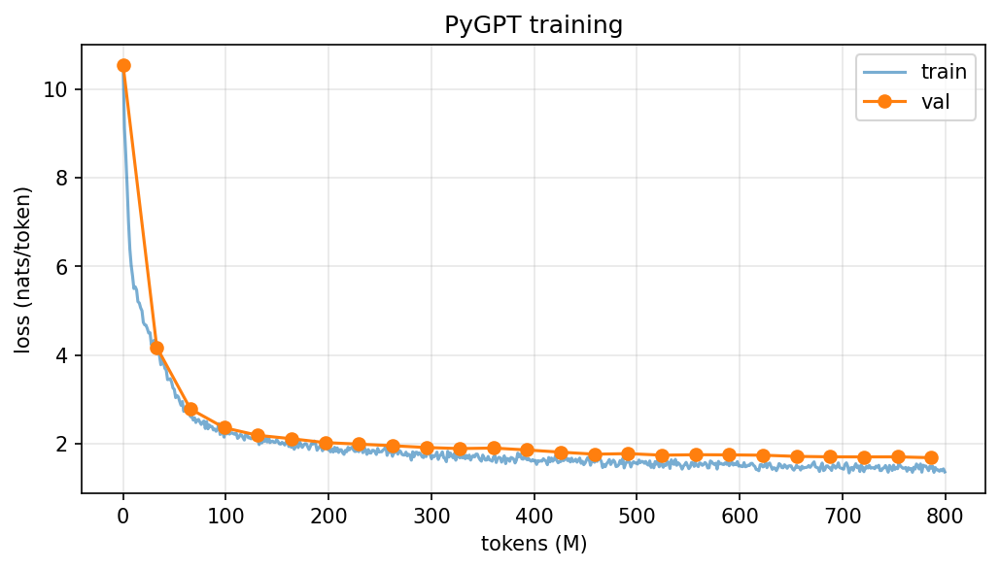 PyGPT training
train
val
10
8
6
4
2
loss (nats/token)
0 100 200 300 400 500 600 700 800
tokens (M)